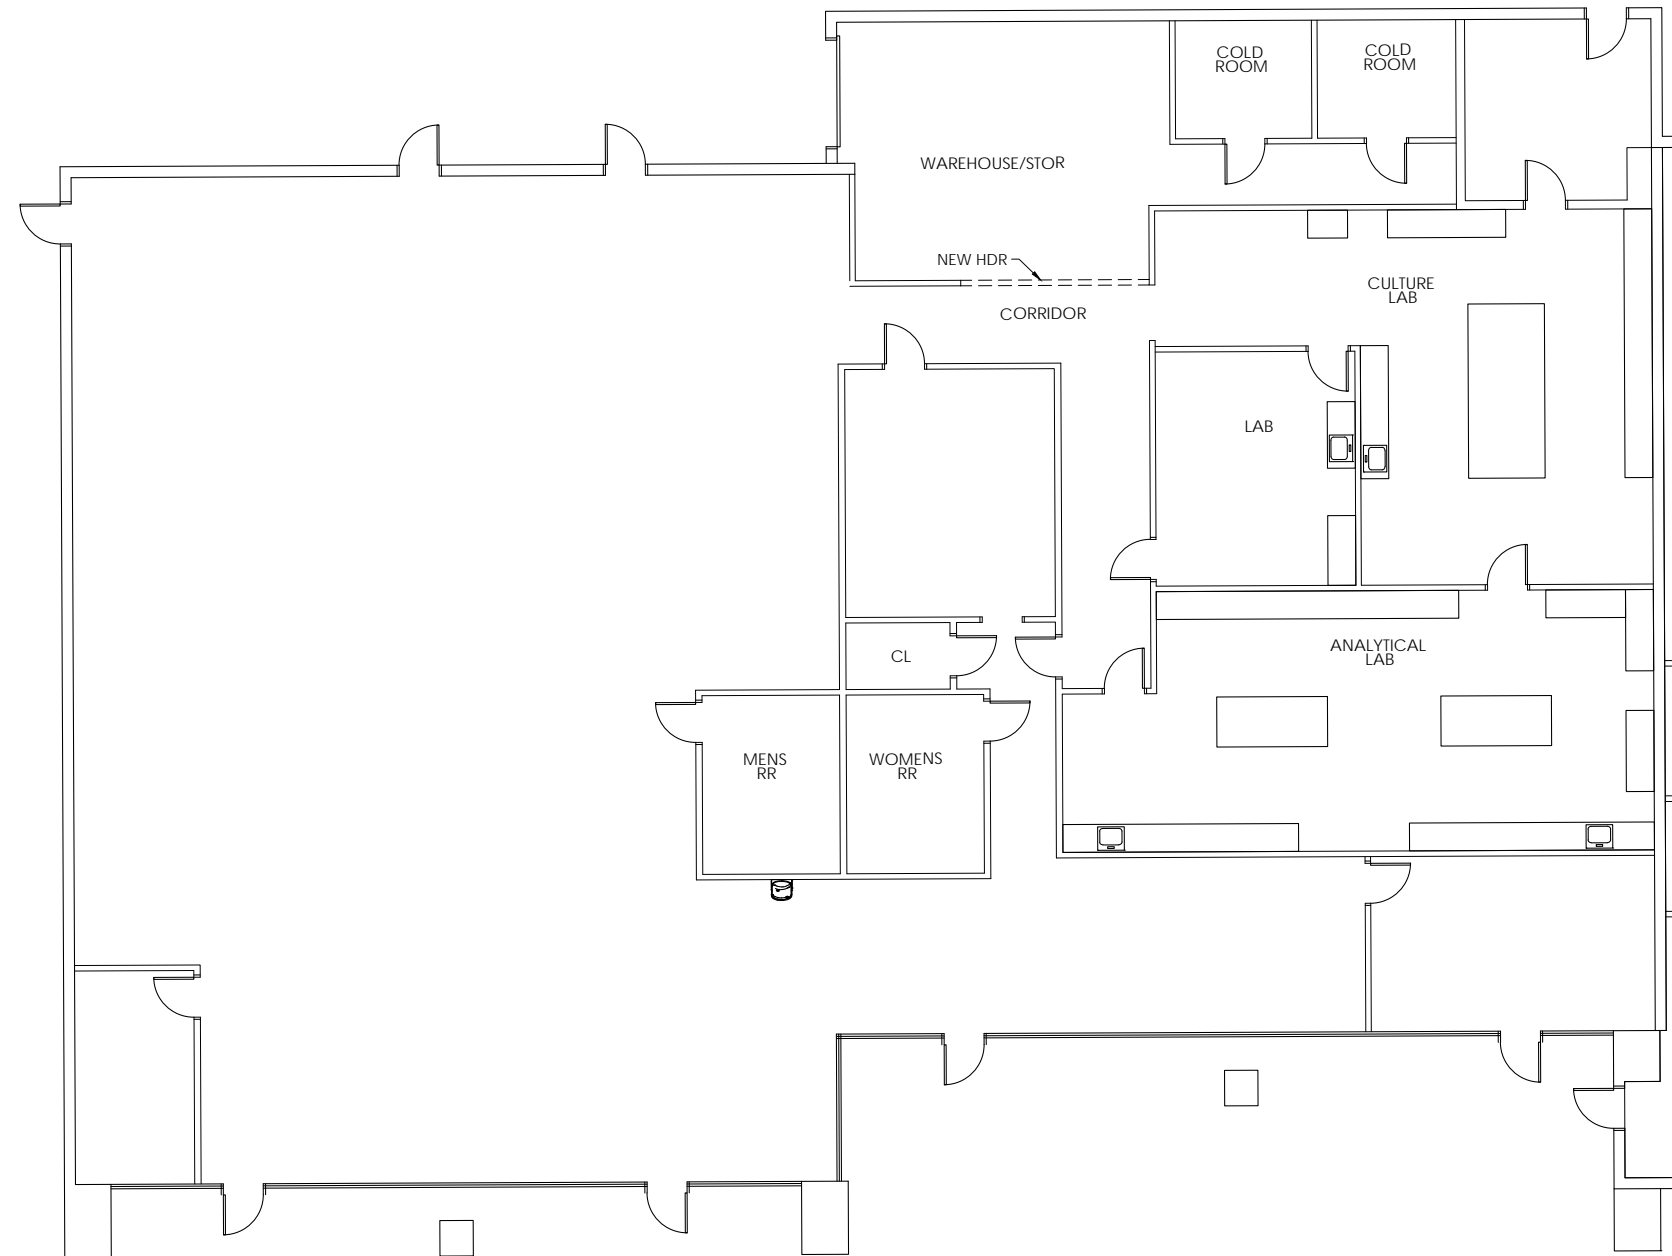 COLD
ROOM
COLD
ROOM
WAREHOUSE/STOR
NEW HDR
CORRIDOR
CULTURE
LAB
LAB
ANALYTICAL
LAB
CL
MENS
RR
WOMENS
RR